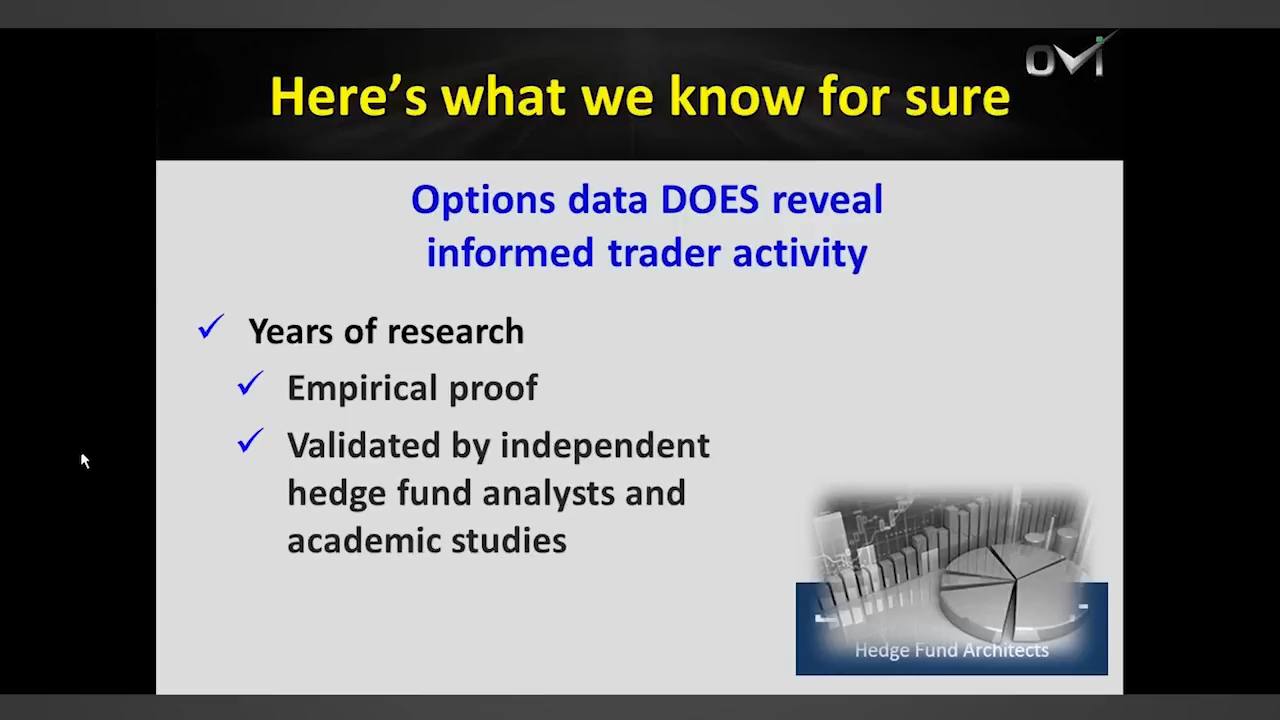 OVI
Here's what we know for sure
Options data DOES reveal
informed trader activity
Years of research
Empirical proof
Validated by independent
hedge fund analysts and
academic studies
Hedge Fund Architects